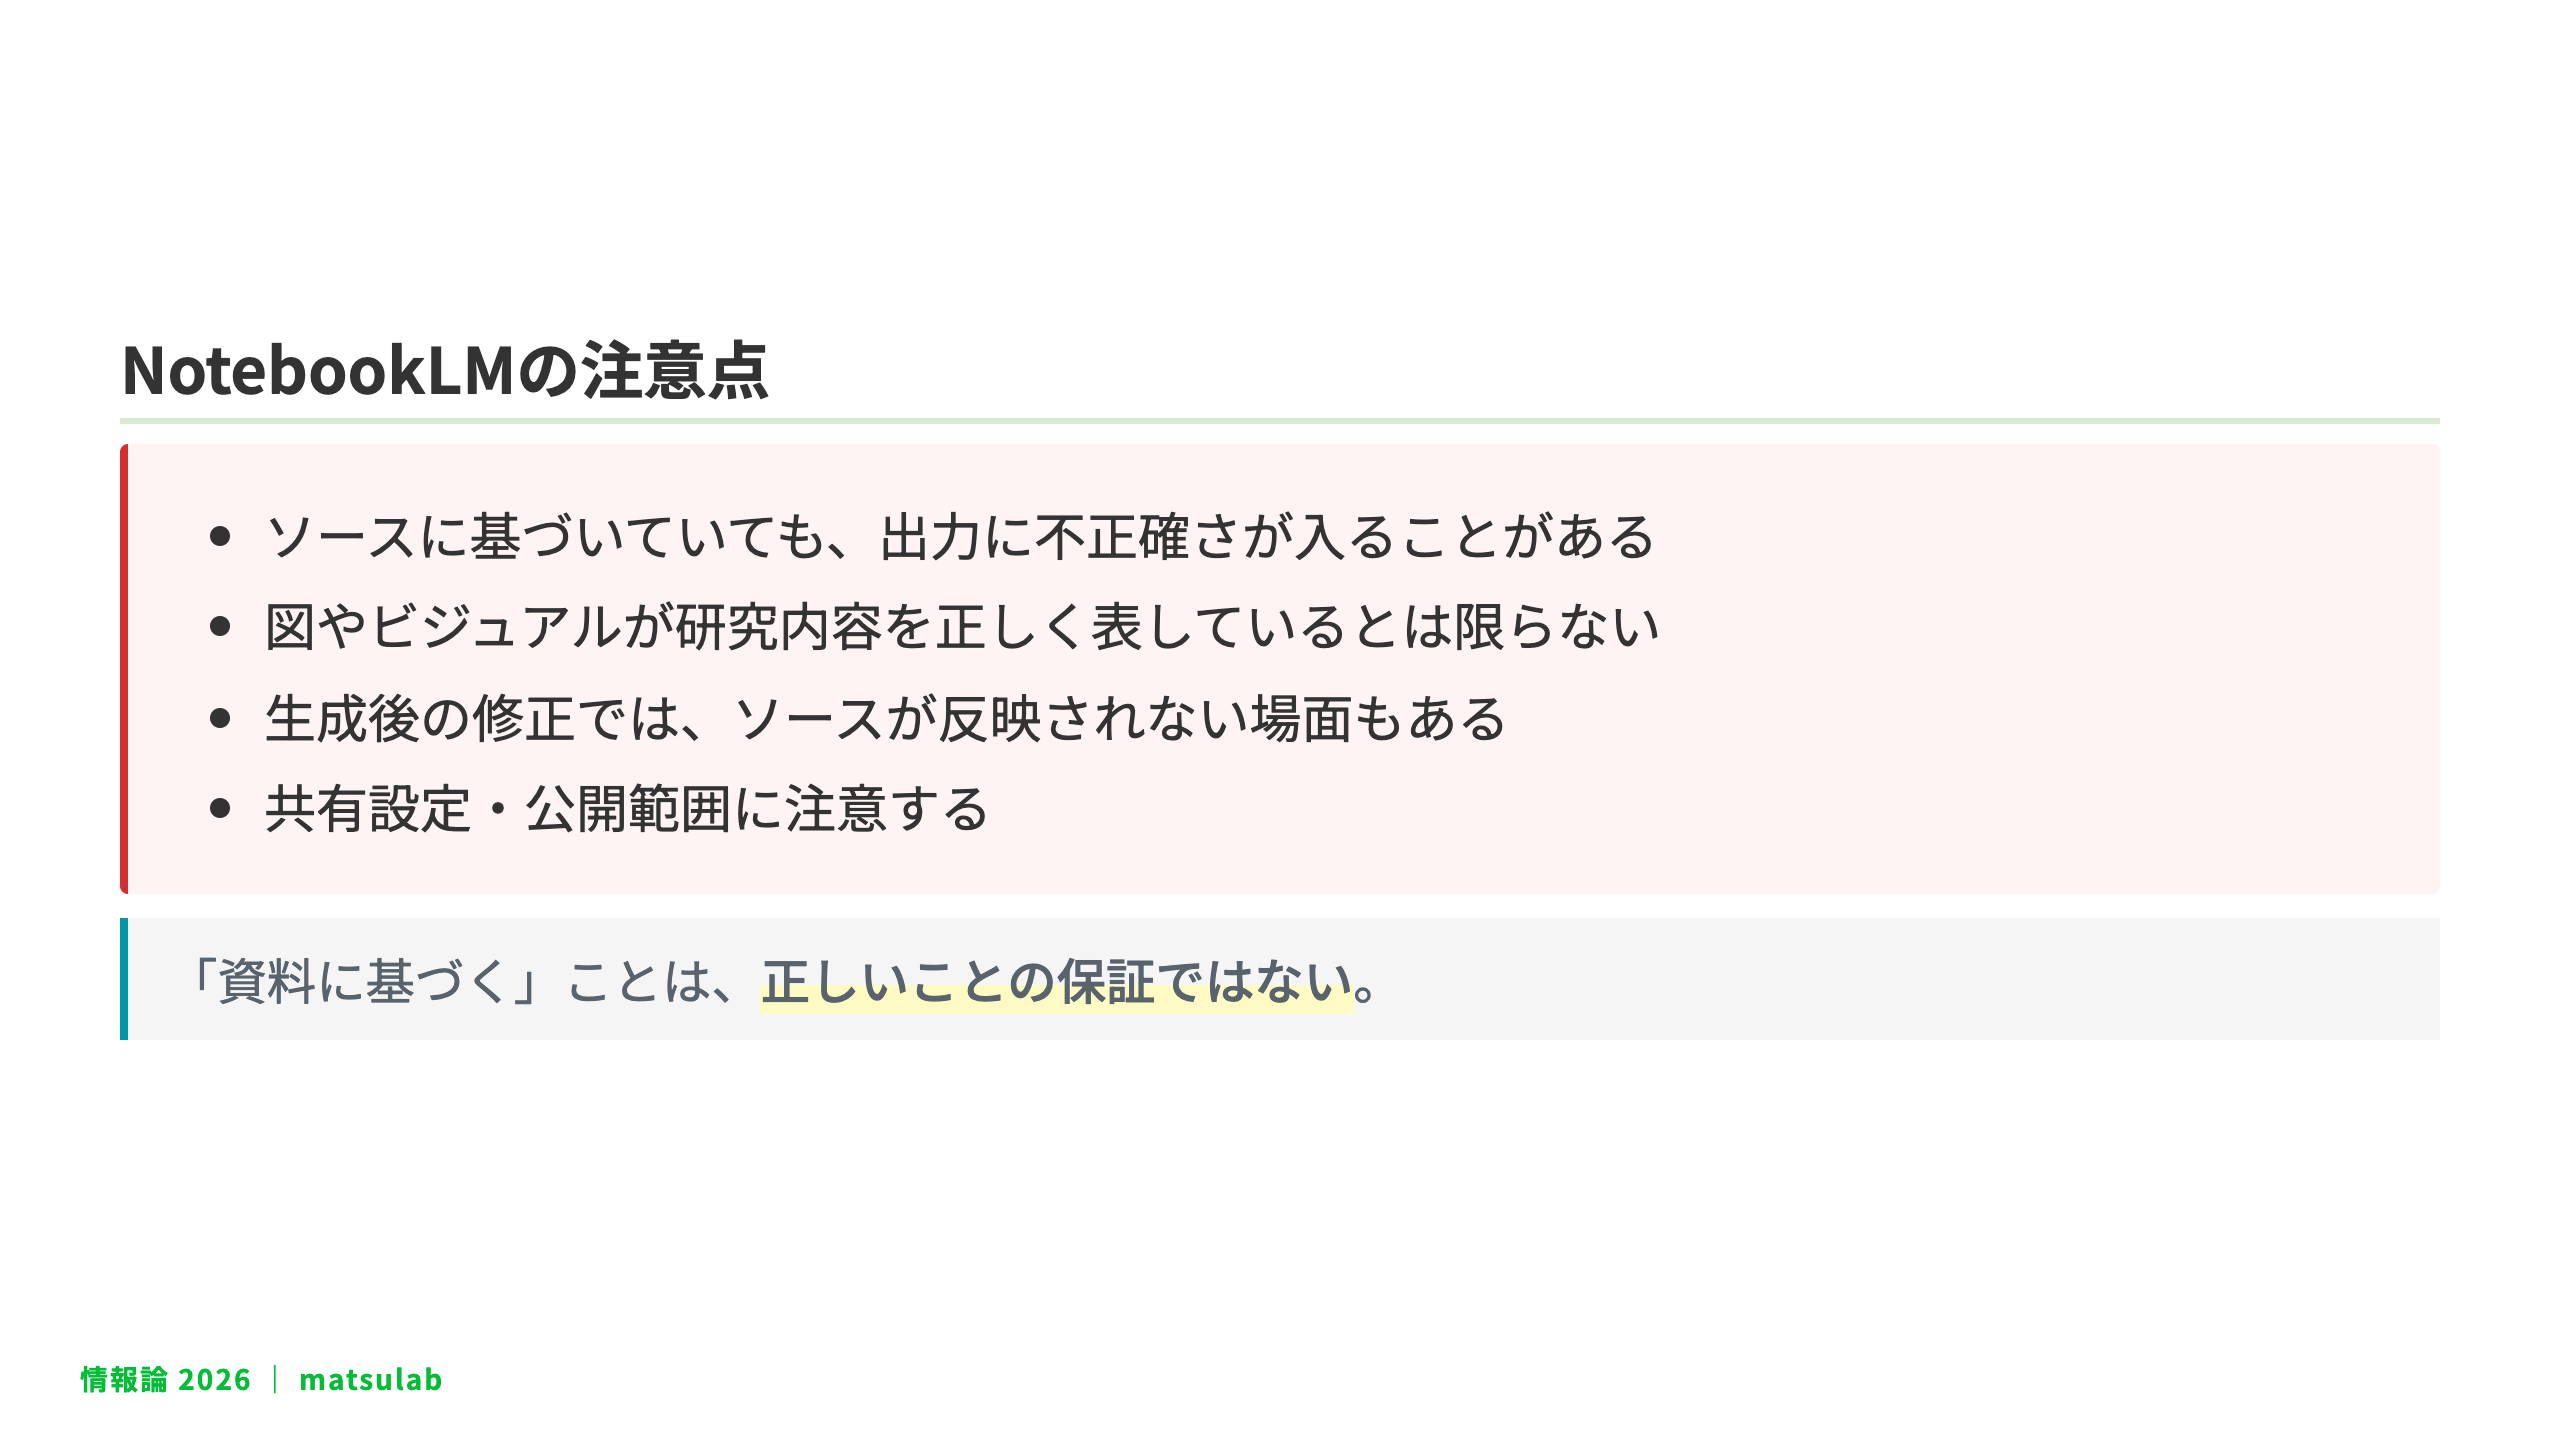 NotebookLMの注意点
• ソースに基づいていても、出力に不正確さが入ることがある
• 図やビジュアルが研究内容を正しく表しているとは限らない
• 生成後の修正では、ソースが反映されない場面もある
• 共有設定・公開範囲に注意する
「資料に基づく」ことは、正しいことの保証ではない。
情報論 2026 ｜ matsulab